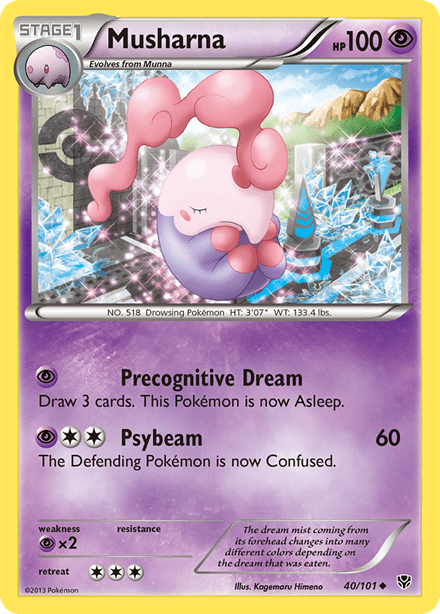 STAGE1
Musharna
HP100
Evolves from Munna
NO. 518 Drowsing Pokémon HT: 3'07" WT: 133.4 lbs.
Precognitive Dream
Draw 3 cards. This Pokémon is now Asleep.
Psybeam 60
The Defending Pokémon is now Confused.
weakness resistance
×2
retreat
The dream mist coming from
its forehead changes into many
different colors depending on
the dream that was eaten.
©2013 Pokémon
Illus. Kagemaru Himeno
40/101